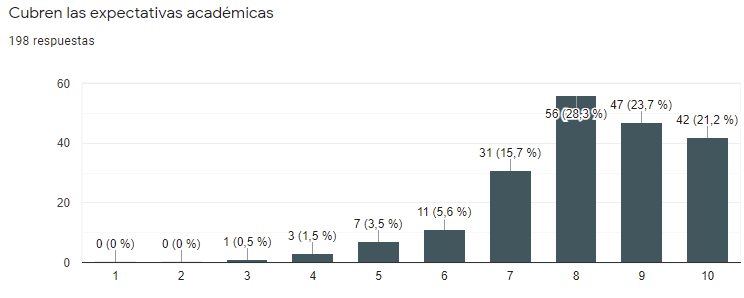 Cubren las expectativas académicas
198 respuestas
60
40
20
0
0 (0 %)
0 (0 %)
1 (0,5 %)
3 (1,5 %)
7 (3,5 %)
11 (5,6 %)
31 (15,7 %)
56 (28,3 %)
47 (23,7 %)
42 (21,2 %)
1 2 3 4 5 6 7 8 9 10